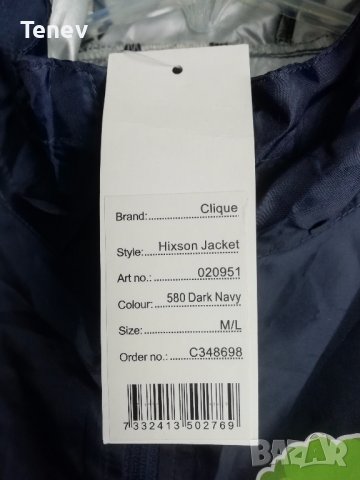 Tenev
Brand: Clique
Style: Hixson Jacket
Art no.: 020951
Colour: 580 Dark Navy
Size: M/L
Order no.: C348698
7 332413 502769
BAZAR